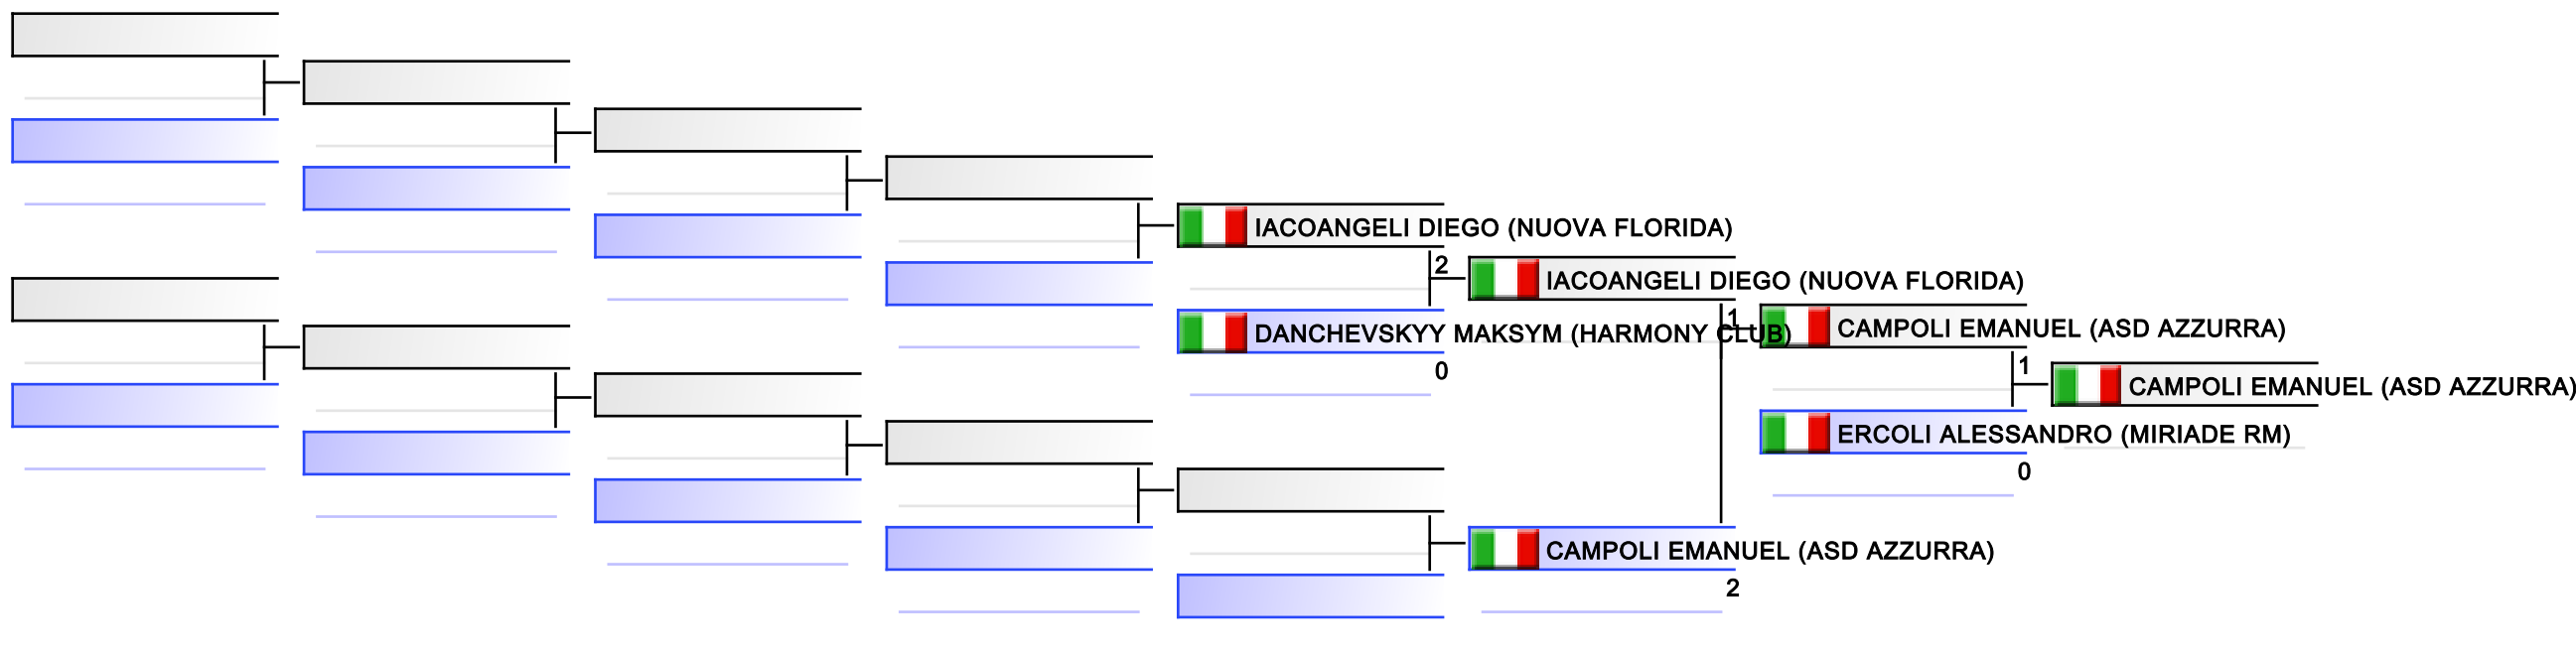 IACOANGELI DIEGO (NUOVA FLORIDA)
2
DANCHEVSKYY MAKSYM (HARMONY CLUB)
0
IACOANGELI DIEGO (NUOVA FLORIDA)
1
CAMPOLI EMANUEL (ASD AZZURRA)
2
CAMPOLI EMANUEL (ASD AZZURRA)
1
ERCOLI ALESSANDRO (MIRIADE RM)
0
CAMPOLI EMANUEL (ASD AZZURRA)